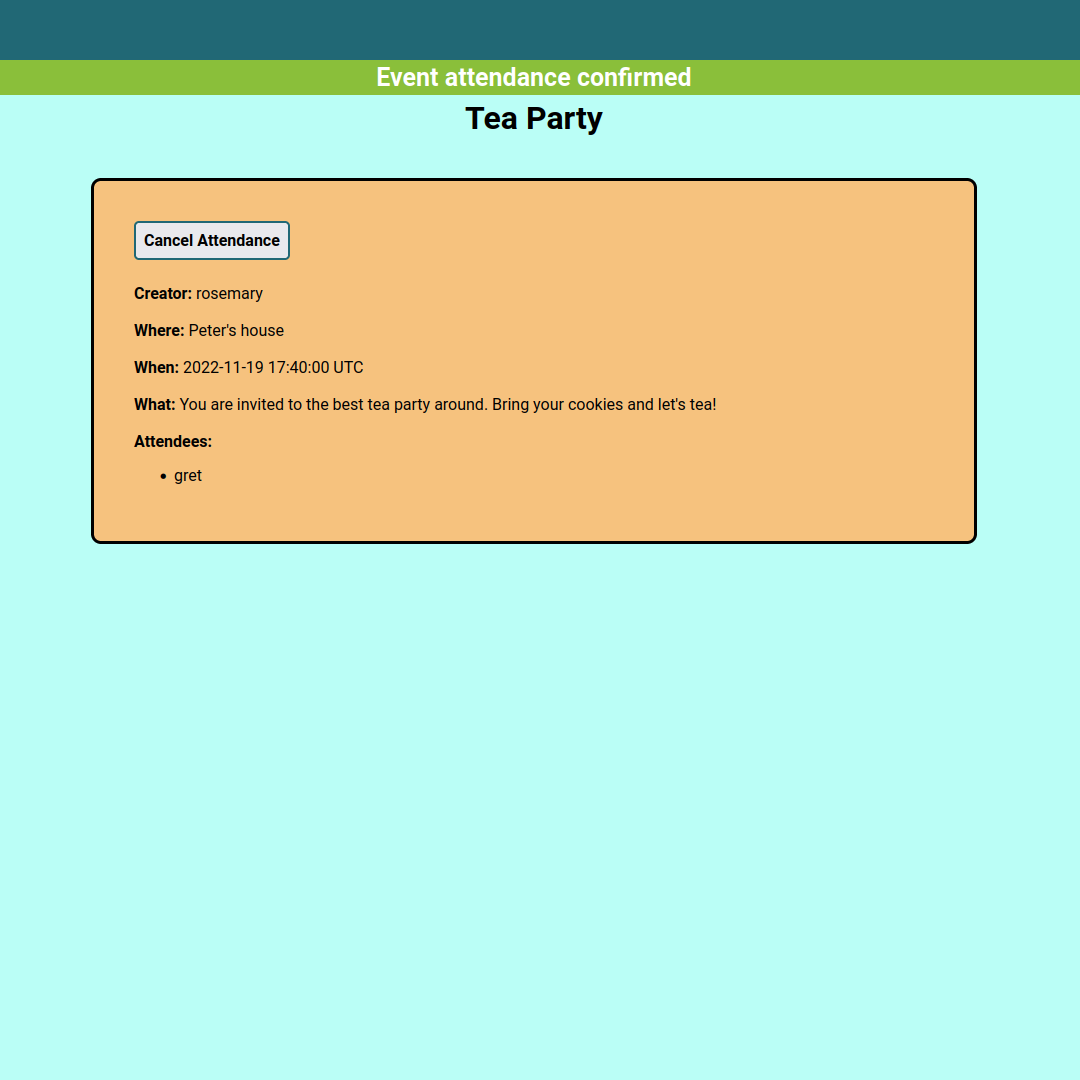 Event attendance confirmed
Tea Party
Cancel Attendance
Creator: rosemary
Where: Peter's house
When: 2022-11-19 17:40:00 UTC
What: You are invited to the best tea party around. Bring your cookies and let's tea!
Attendees:
• gret